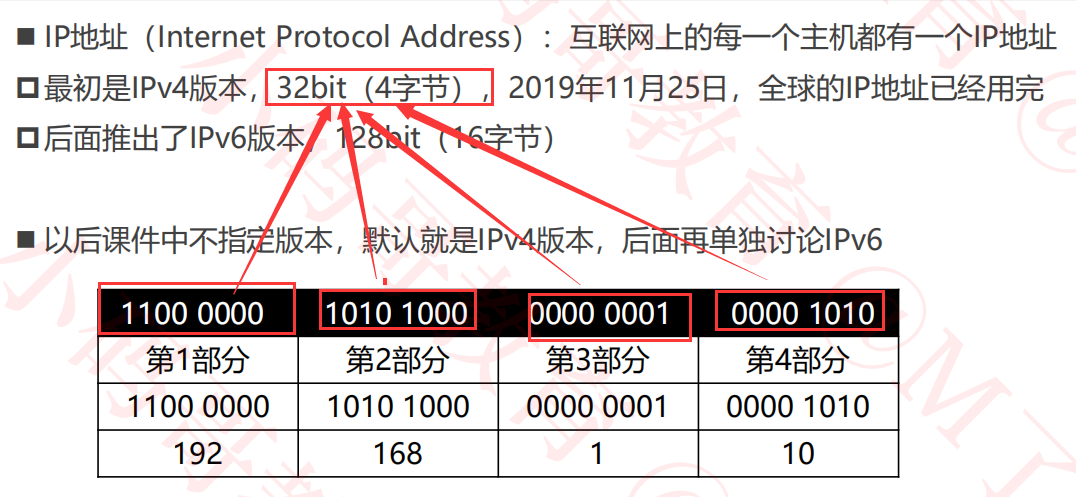 ■ IP地址（Internet Protocol Address）：互联网上的每一个主机都有一个IP地址
最初是IPv4版本，32bit（4字节），2019年11月25日，全球的IP地址已经用完
后面推出了IPv6版本，128bit（16字节）
■ 以后课件中不指定版本，默认就是IPv4版本，后面再单独讨论IPv6
1100 0000 1010 1000 0000 0001 0000 1010
第1部分 第2部分 第3部分 第4部分
1100 0000 1010 1000 0000 0001 0000 1010
192 168 1 10